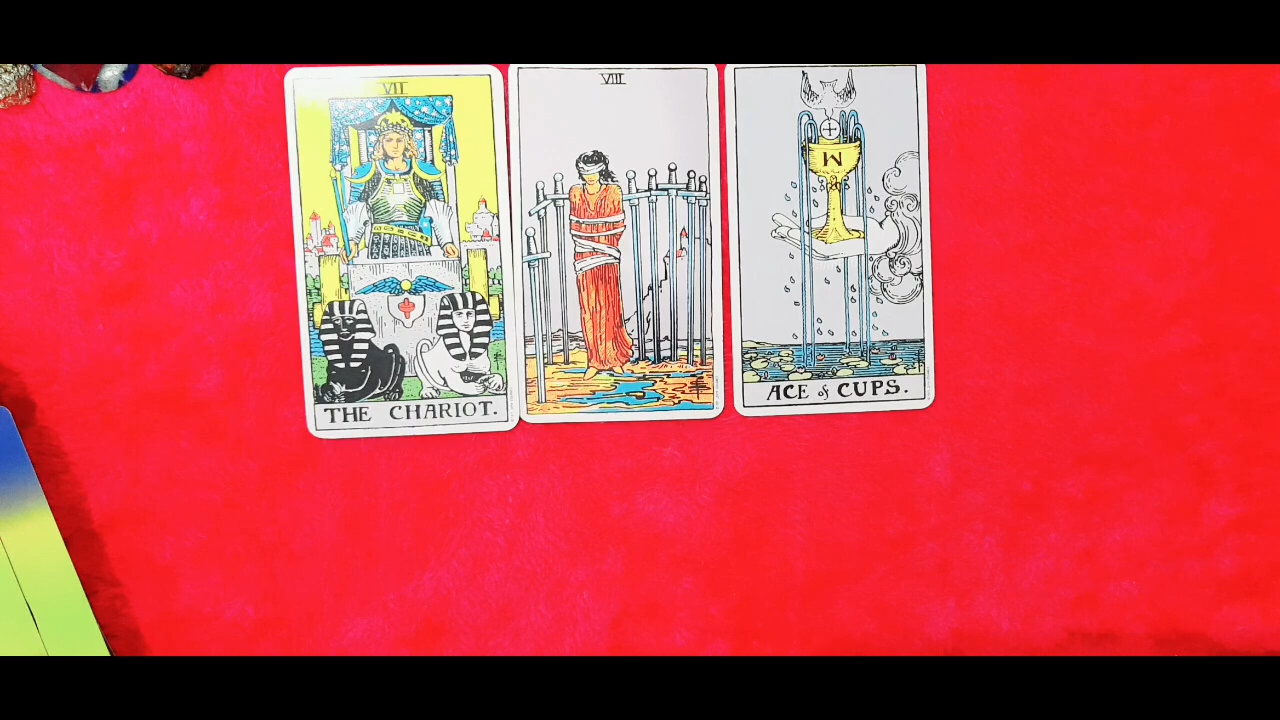 VII
THE CHARIOT.
VIII
W
ACE of CUPS.